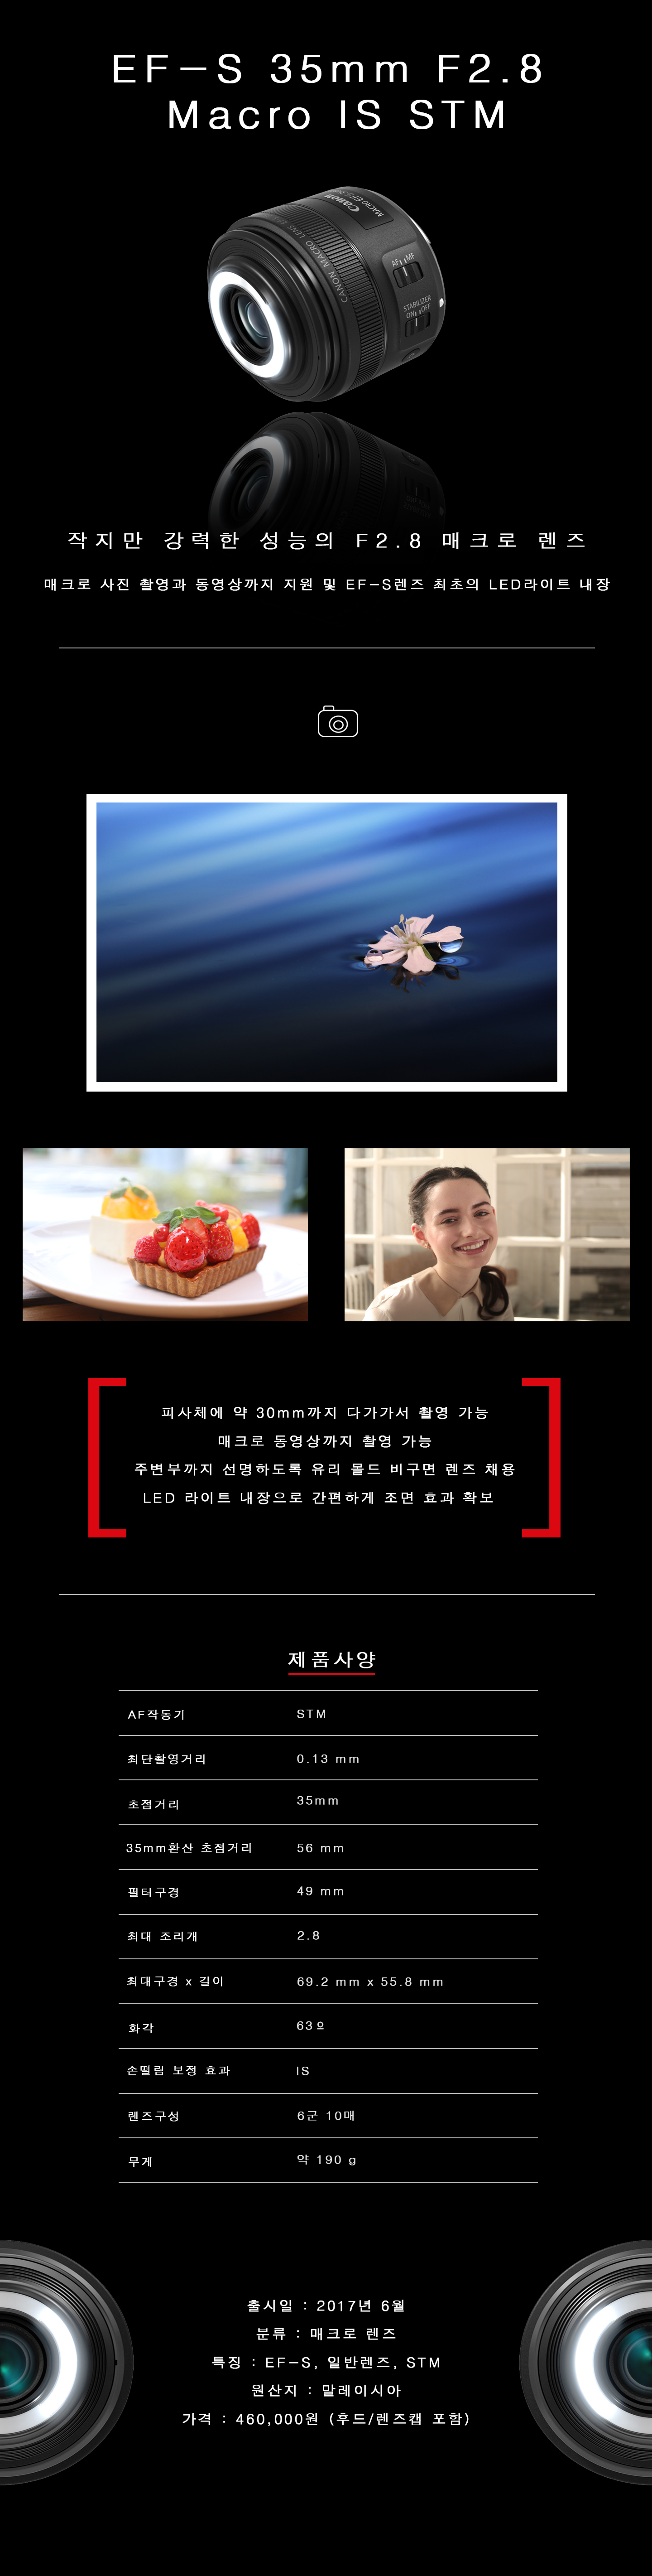 EF-S 35mm F2.8
Macro IS STM
Canon
MACRO EF-S
CANON MACRO LENS
AF MF
STABILIZER
ON OFF
작지만 강력한 성능의 F2.8 매크로 렌즈
매크로 사진 촬영과 동영상까지 지원 및 EF-S렌즈 최초의 LED라이트 내장
피사체에 약 30mm까지 다가가서 촬영 가능
매크로 동영상까지 촬영 가능
주변부까지 선명하도록 유리 몰드 비구면 렌즈 채용
LED 라이트 내장으로 간편하게 조면 효과 확보
제품사양
AF작동기 STM
최단촬영거리 0.13 mm
초점거리 35mm
35mm환산 초점거리 56 mm
필터구경 49 mm
최대 조리개 2.8
최대구경 x 길이 69.2 mm x 55.8 mm
화각 63º
손떨림 보정 효과 IS
렌즈구성 6군 10매
무게 약 190 g
출시일 : 2017년 6월
분류 : 매크로 렌즈
특징 : EF-S, 일반렌즈, STM
원산지 : 말레이시아
가격 : 460,000원 (후드/렌즈캡 포함)